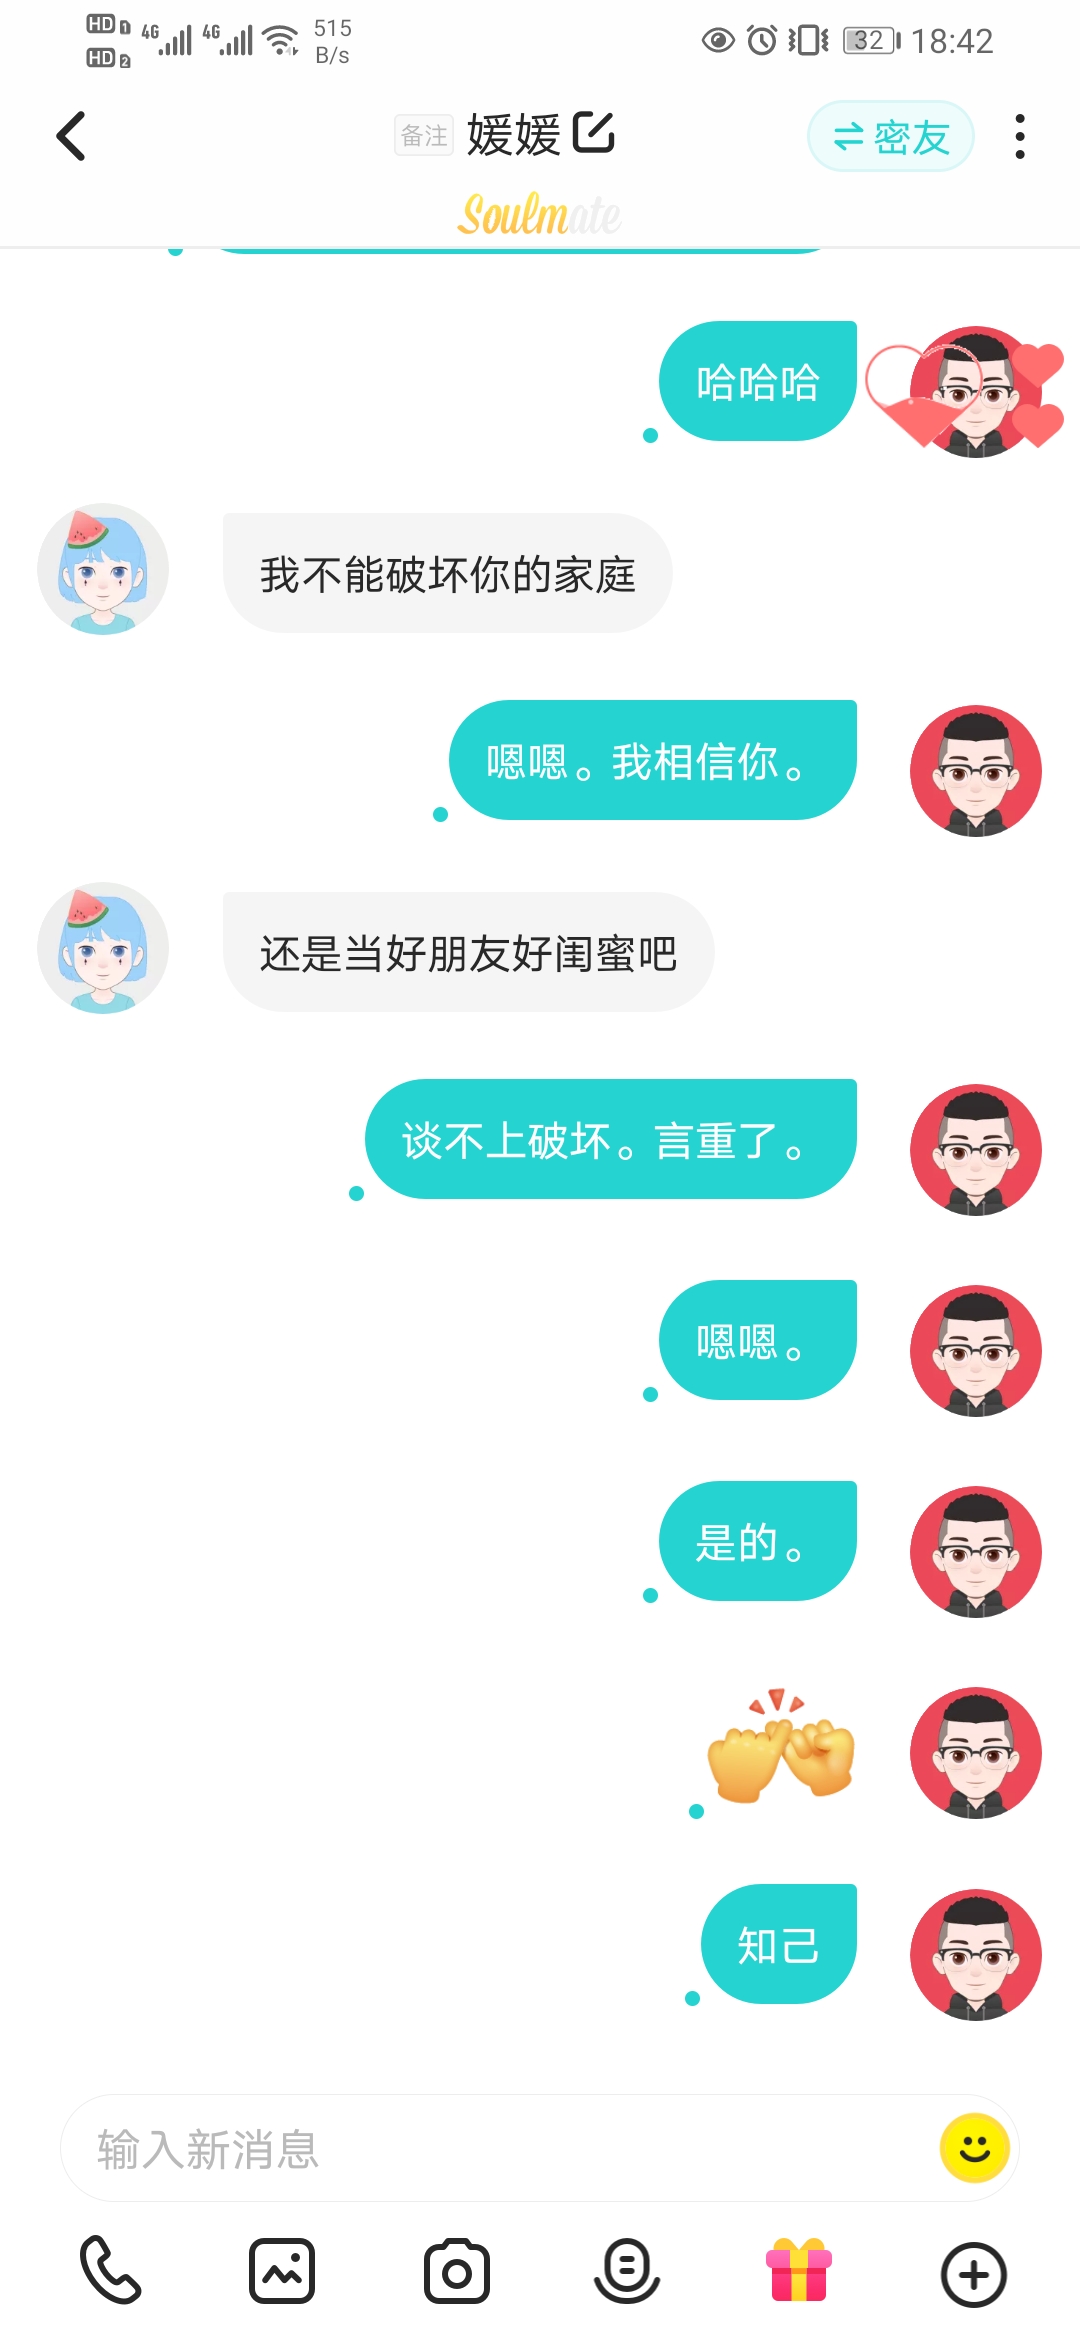 HD 1 4G 4G 515
HD 2 B/s
32 18:42
备注 媛媛 密友
Soulmate
哈哈哈
我不能破坏你的家庭
嗯嗯。我相信你。
还是当好朋友好闺蜜吧
谈不上破坏。言重了。
嗯嗯。
是的。
知己
输入新消息